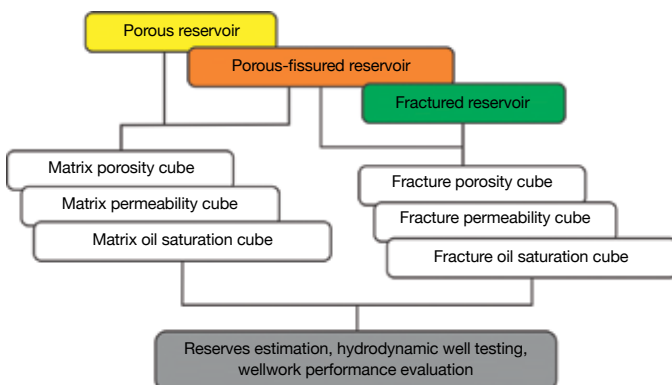 Porous reservoir
Porous-fissured reservoir
Fractured reservoir
Matrix porosity cube
Matrix permeability cube
Matrix oil saturation cube
Fracture porosity cube
Fracture permeability cube
Fracture oil saturation cube
Reserves estimation, hydrodynamic well testing,
wellwork performance evaluation